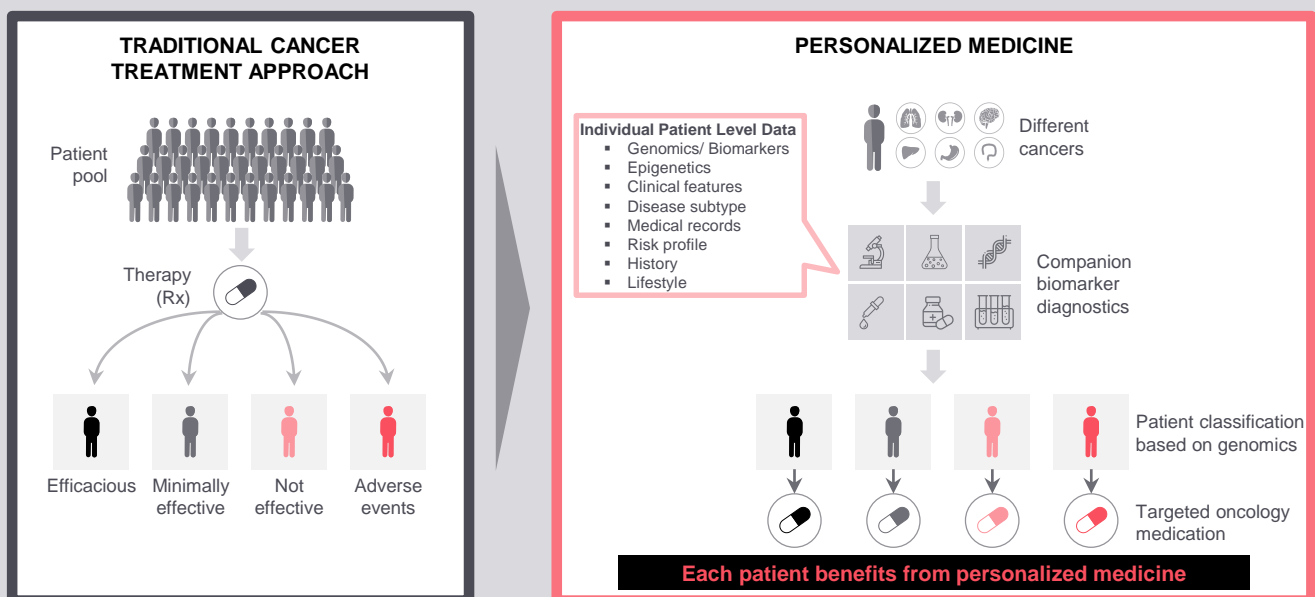 TRADITIONAL CANCER
TREATMENT APPROACH
Patient
pool
Therapy
(Rx)
Efficacious
Minimally
effective
Not
effective
Adverse
events
PERSONALIZED MEDICINE
Individual Patient Level Data
▪ Genomics/ Biomarkers
▪ Epigenetics
▪ Clinical features
▪ Disease subtype
▪ Medical records
▪ Risk profile
▪ History
▪ Lifestyle
Different
cancers
Companion
biomarker
diagnostics
Patient classification
based on genomics
Targeted oncology
medication
Each patient benefits from personalized medicine